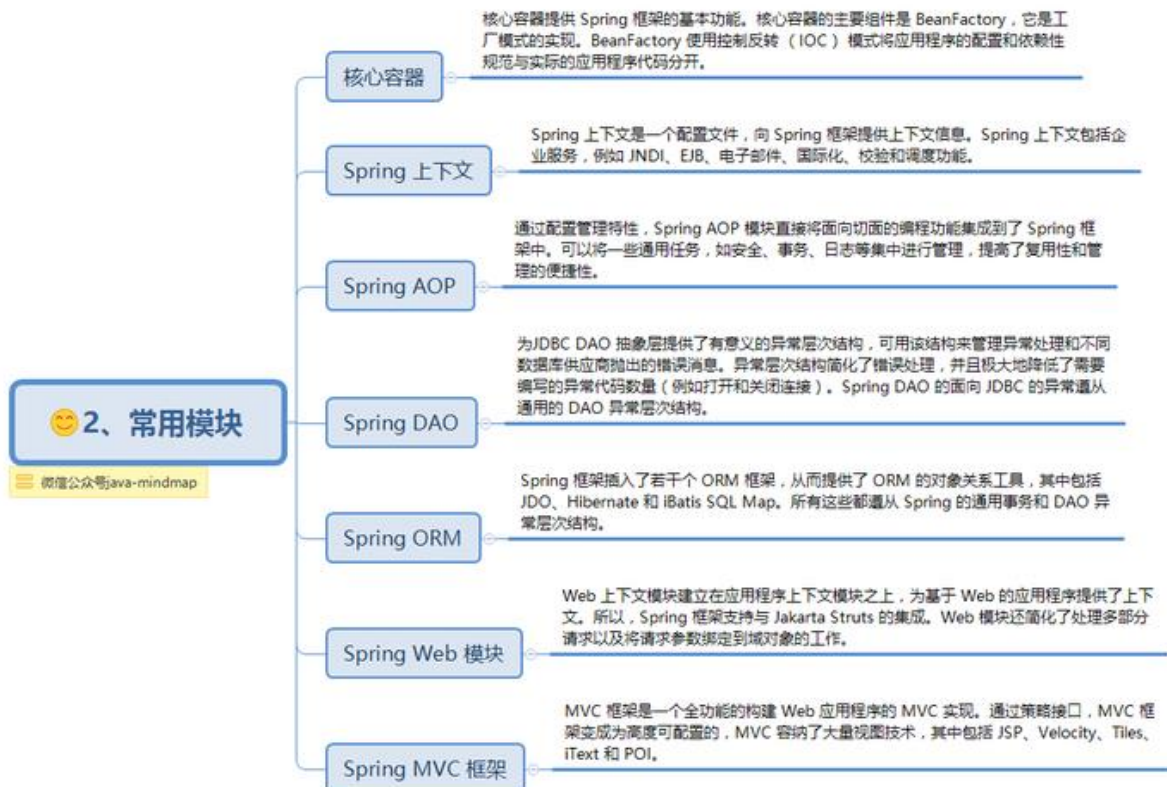 核心容器提供 Spring 框架的基本功能。核心容器的主要组件是 BeanFactory，它是工
厂模式的实现。BeanFactory 使用控制反转 （IOC ）模式将应用程序的配置和依赖性
规范与实际的应用程序代码分开。
核心容器
Spring 上下文是一个配置文件，向 Spring 框架提供上下文信息。Spring 上下文包括企
业服务，例如 JNDI、EJB、电子邮件、国际化、校验和调度功能。
Spring 上下文
通过配置管理特性，Spring AOP 模块直接将面向切面的编程功能集成到了 Spring 框
架中。可以将一些通用任务，如安全、事务、日志等集中进行管理，提高了复用性和管
理的便捷性。
Spring AOP
为JDBC DAO 抽象层提供了有意义的异常层次结构，可用该结构来管理异常处理和不同
数据库供应商抛出的错误消息。异常层次结构简化了错误处理，并且极大地降低了需要
编写的异常代码数量（例如打开和关闭连接）。Spring DAO 的面向 JDBC 的异常遵从
通用的 DAO 异常层次结构。
Spring DAO
2、常用模块
微信公众号java-mindmap
Spring 框架插入了若干个 ORM 框架，从而提供了 ORM 的对象关系工具，其中包括
JDO、Hibernate 和 iBatis SQL Map。所有这些都遵从 Spring 的通用事务和 DAO 异
常层次结构。
Spring ORM
Web 上下文模块建立在应用程序上下文模块之上，为基于 Web 的应用程序提供了上下
文。所以，Spring 框架支持与 Jakarta Struts 的集成。Web 模块还简化了处理多部分
请求以及将请求参数绑定到域对象的工作。
Spring Web 模块
MVC 框架是一个全功能的构建 Web 应用程序的 MVC 实现。通过策略接口，MVC 框
架变成为高度可配置的，MVC 容纳了大量视图技术，其中包括 JSP、Velocity、Tiles、
iText 和 POI。
Spring MVC 框架